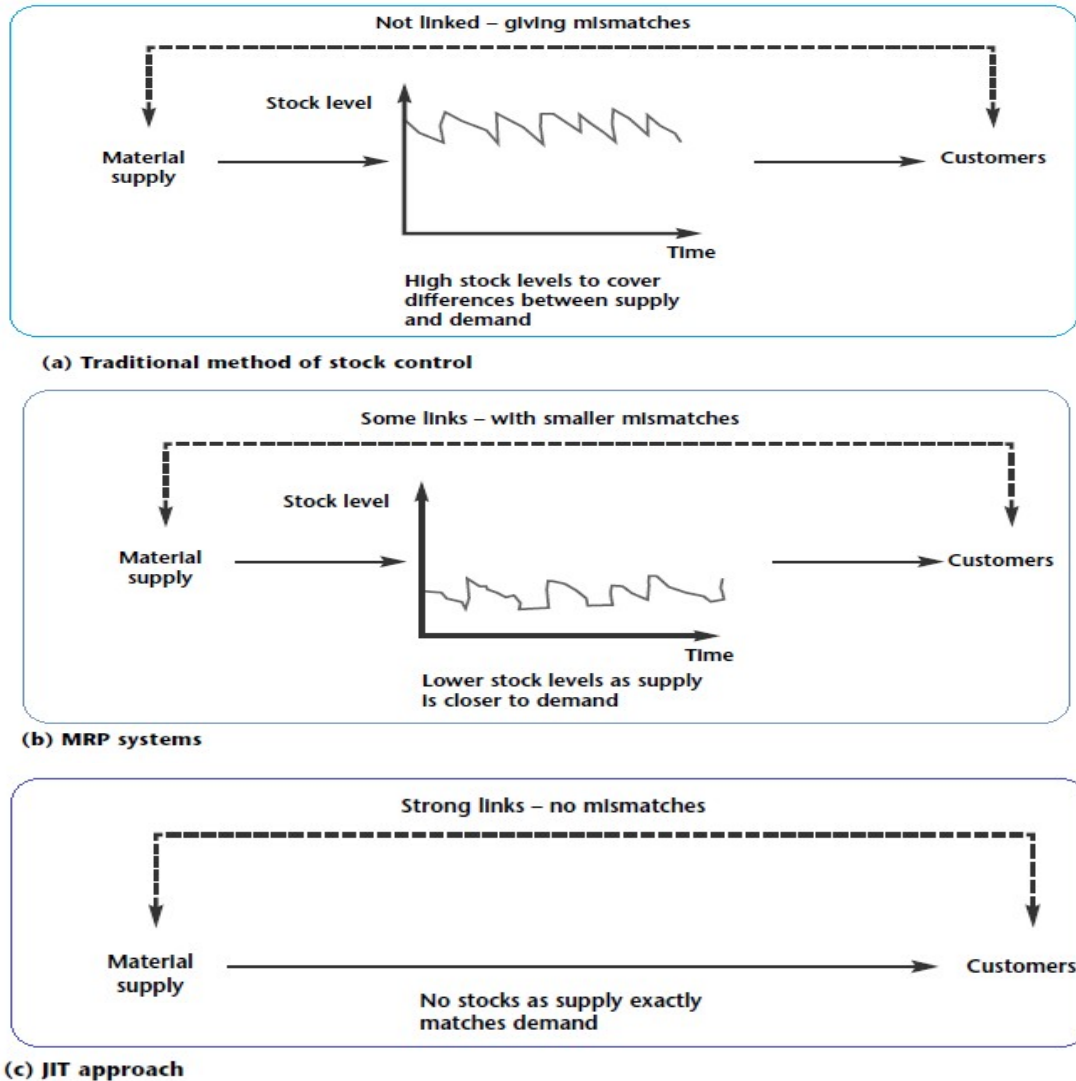 Not linked – giving mismatches
Stock level
Material
supply
Customers
Time
High stock levels to cover
differences between supply
and demand
(a) Traditional method of stock control
Some links – with smaller mismatches
Stock level
Material
supply
Customers
Time
Lower stock levels as supply
is closer to demand
(b) MRP systems
Strong links – no mismatches
Material
supply
Customers
No stocks as supply exactly
matches demand
(c) JIT approach